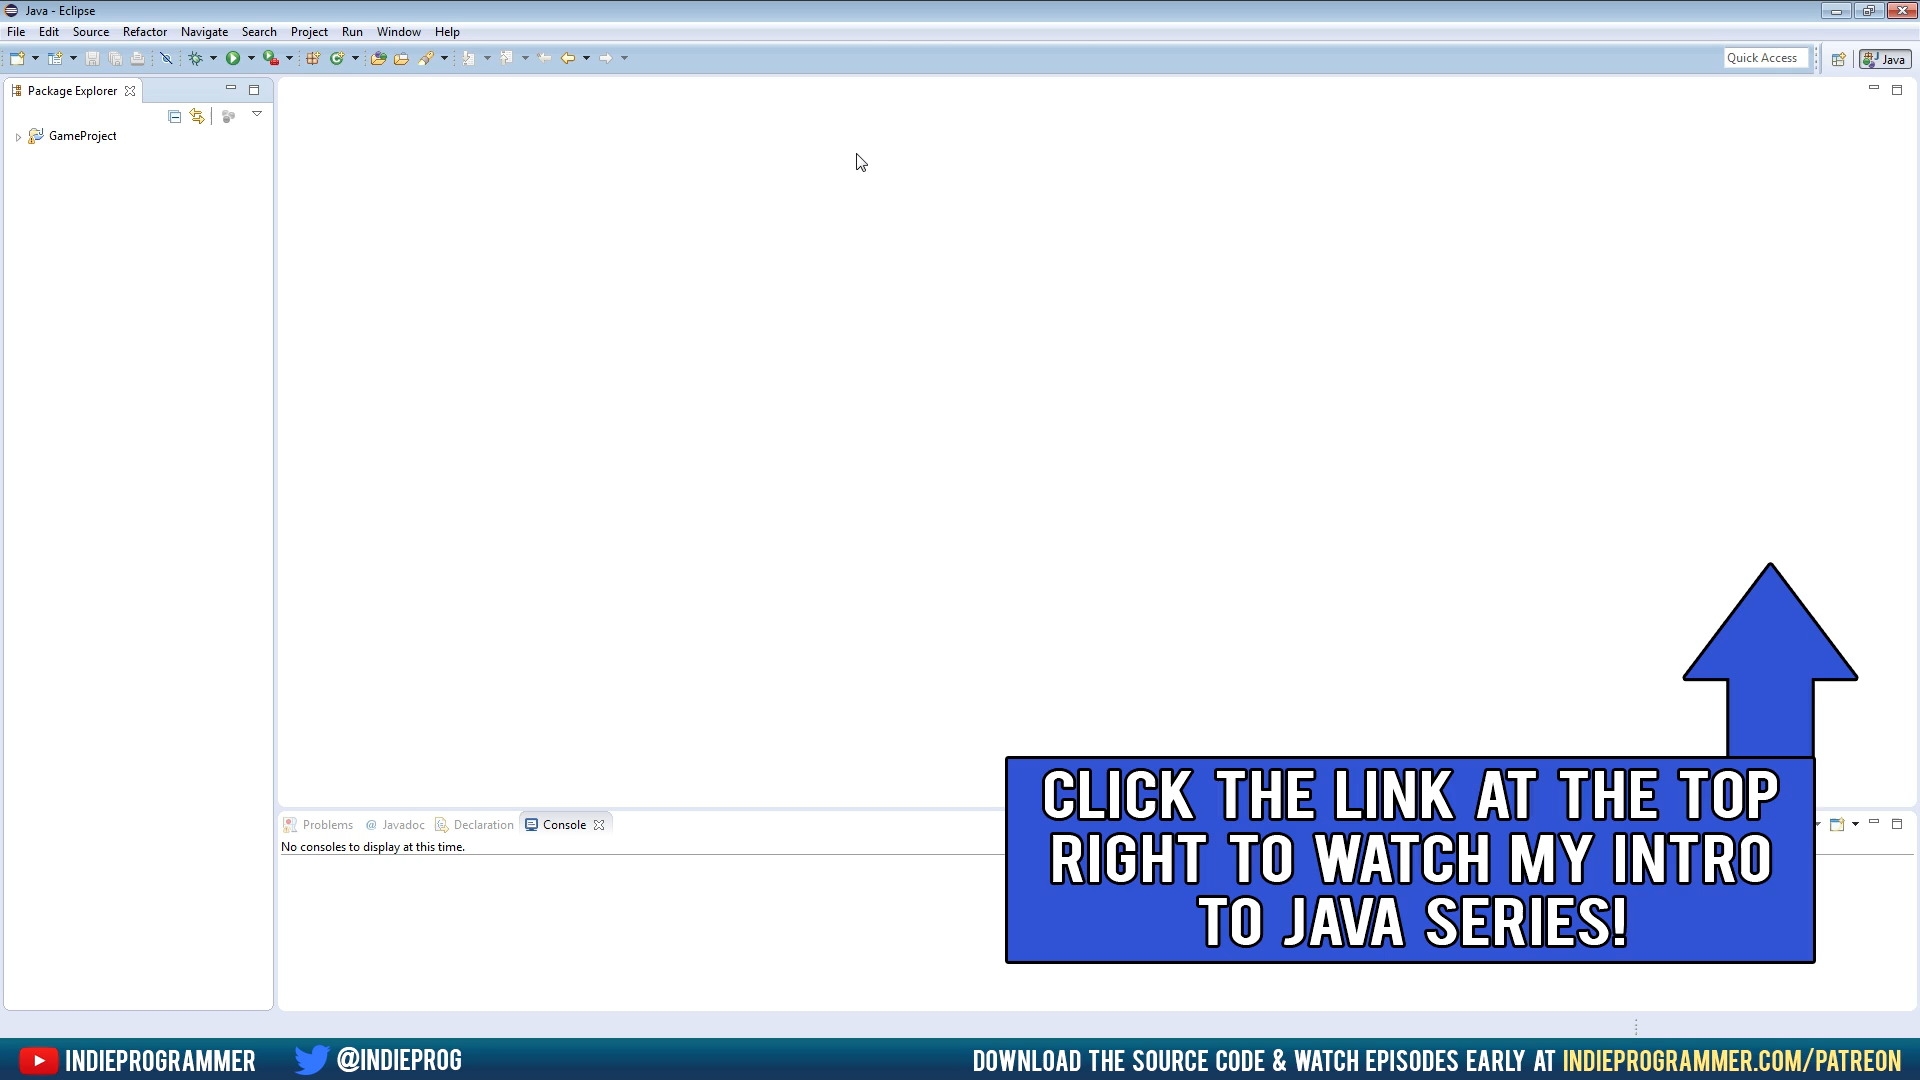 Java - Eclipse
File Edit Source Refactor Navigate Search Project Run Window Help
Quick Access
Java
Package Explorer
GameProject
Problems @ Javadoc Declaration Console
No consoles to display at this time.
CLICK THE LINK AT THE TOP
RIGHT TO WATCH MY INTRO
TO JAVA SERIES!
INDIEPROGRAMMER @INDIEPROG DOWNLOAD THE SOURCE CODE & WATCH EPISODES EARLY AT INDIEPROGRAMMER.COM/PATREON